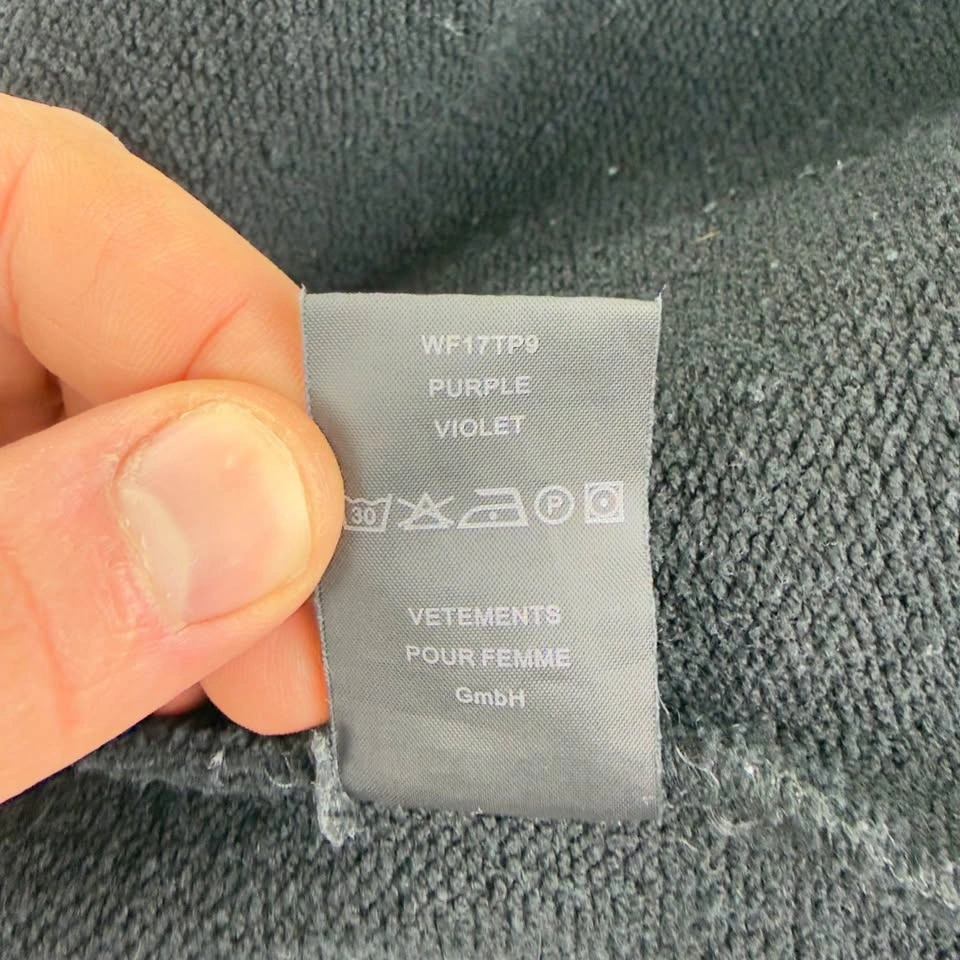 WF17TP9
PURPLE
VIOLET
30 P
VETEMENTS
POUR FEMME
GmbH